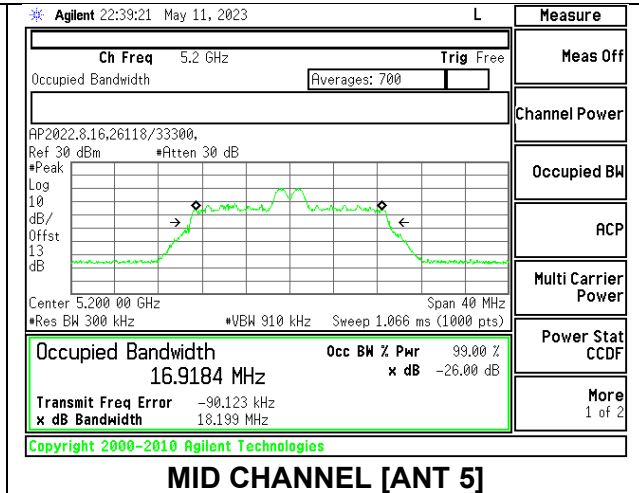 Agilent 22:39:21 May 11, 2023 L Measure
Ch Freq 5.2 GHz Trig Free
Meas Off
Occupied Bandwidth Averages: 700
Channel Power
AP2022.8.16,26118/33300,
Ref 30 dBm #Atten 30 dB
#Peak
Log
10
dB/
Offst
13
dB
Occupied BW
ACP
Multi Carrier
Power
Center 5.200 00 GHz Span 40 MHz
#Res BW 300 kHz #VBW 910 kHz Sweep 1.066 ms (1000 pts)
Power Stat
CCDF
Occupied Bandwidth Occ BW % Pwr 99.00 %
16.9184 MHz x dB -26.00 dB
Transmit Freq Error -90.123 kHz
x dB Bandwidth 18.199 MHz
More
1 of 2
Copyright 2000-2010 Agilent Technologies
MID CHANNEL [ANT 5]